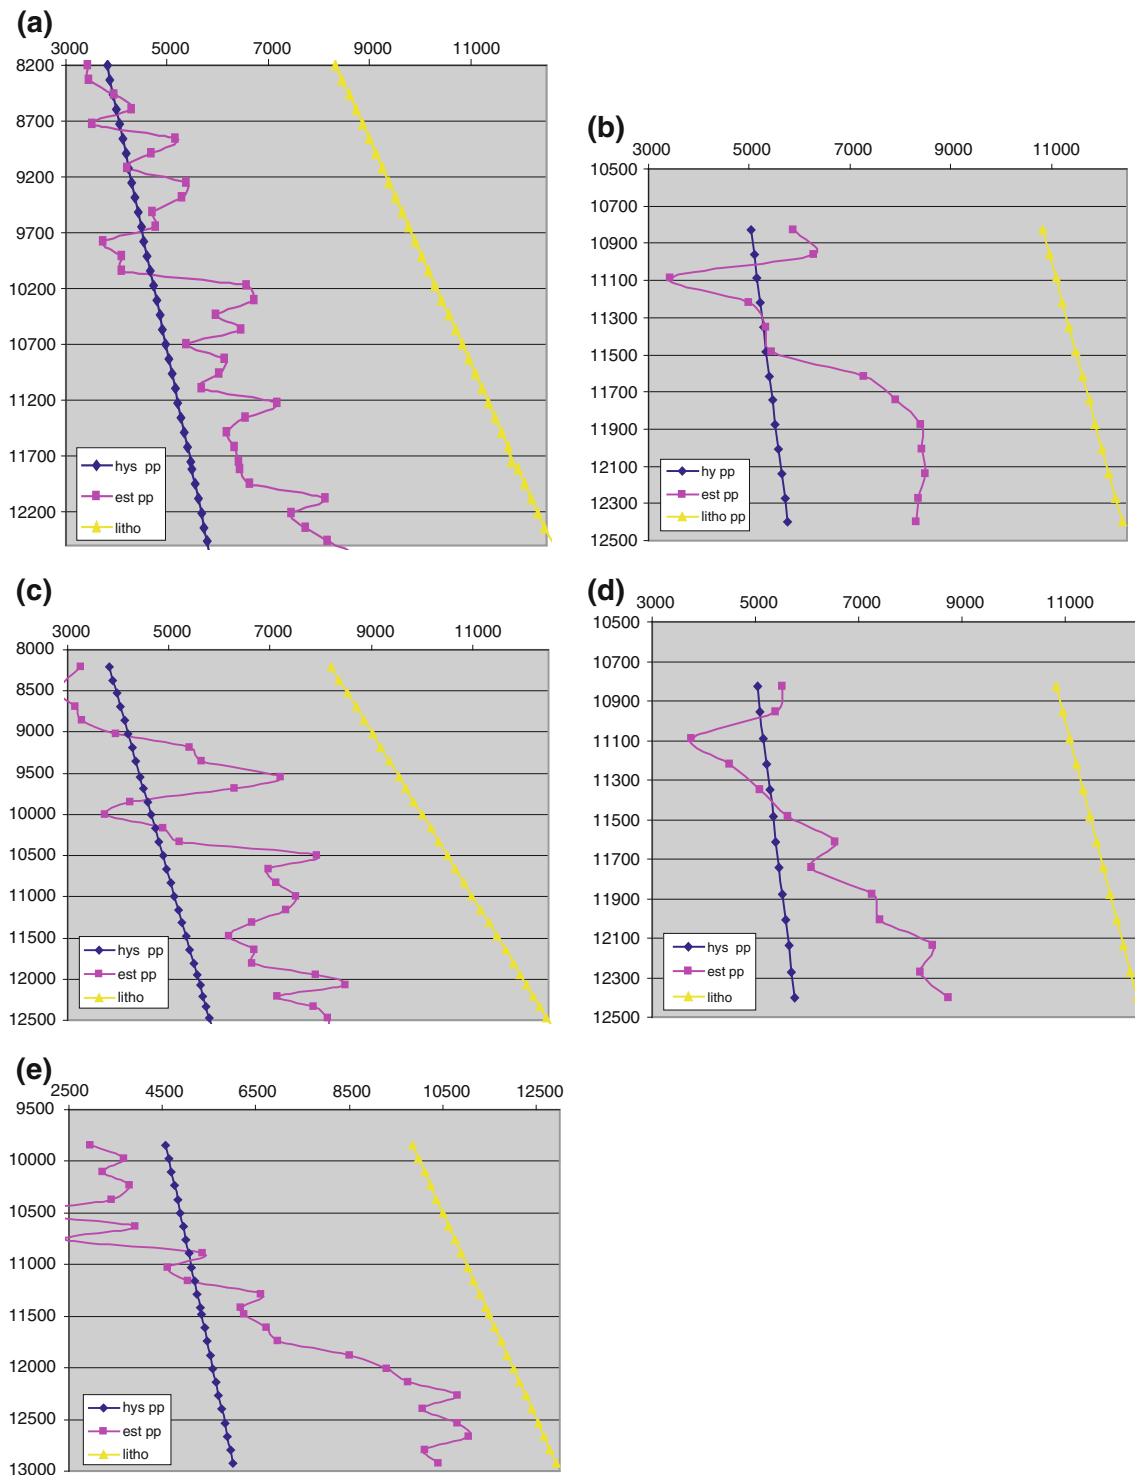 (a)
3000 5000 7000 9000 11000
8200
8700
9200
9700
10200
10700
11200
11700
12200
hys pp
est pp
litho
(b)
3000 5000 7000 9000 11000
10500
10700
10900
11100
11300
11500
11700
11900
12100
12300
12500
hy pp
est pp
litho pp
(c)
3000 5000 7000 9000 11000
8000
8500
9000
9500
10000
10500
11000
11500
12000
12500
hys pp
est pp
litho
(d)
3000 5000 7000 9000 11000
10500
10700
10900
11100
11300
11500
11700
11900
12100
12300
12500
hys pp
est pp
litho
(e)
2500 4500 6500 8500 10500 12500
9500
10000
10500
11000
11500
12000
12500
13000
hys pp
est pp
litho